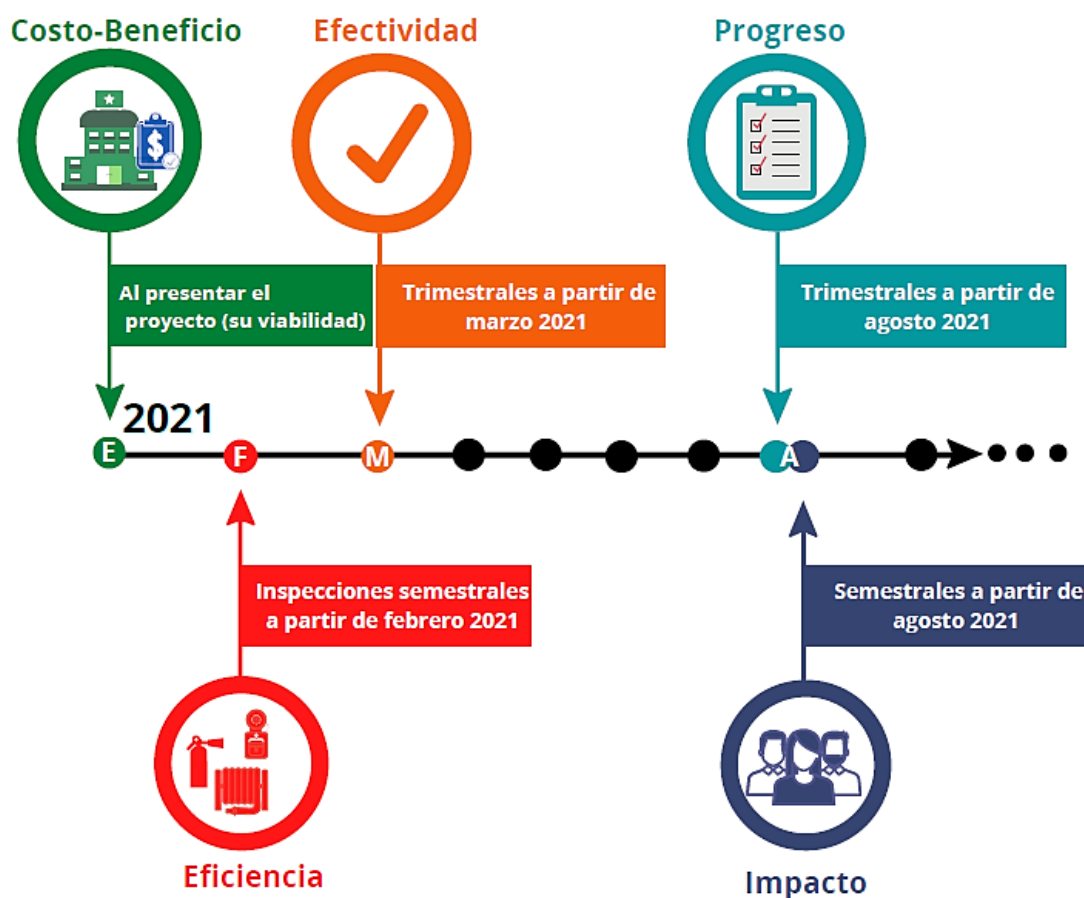 Costo-Beneficio
Efectividad
Progreso
$
Al presentar el
proyecto (su viabilidad)
Trimestrales a partir de
marzo 2021
Trimestrales a partir de
agosto 2021
2021
E
F
M
A
Inspecciones semestrales
a partir de febrero 2021
Semestrales a partir de
agosto 2021
Eficiencia
Impacto